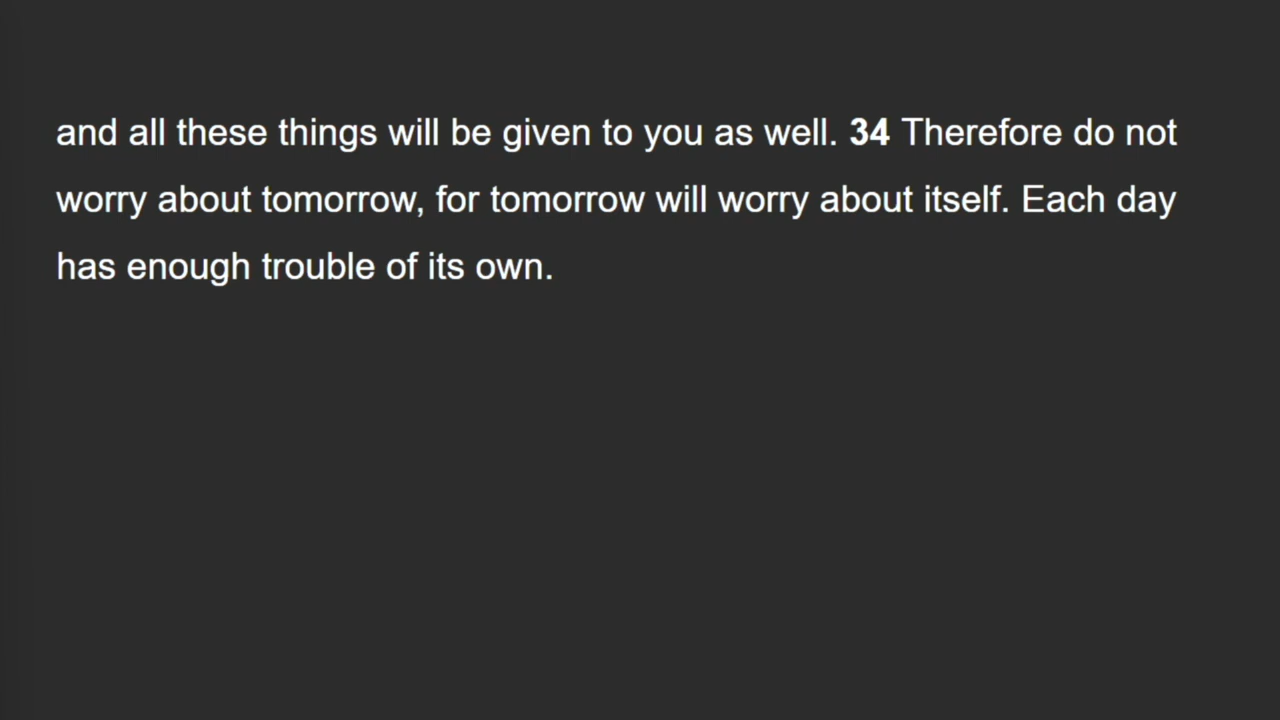 and all these things will be given to you as well. 34 Therefore do not
worry about tomorrow, for tomorrow will worry about itself. Each day
has enough trouble of its own.